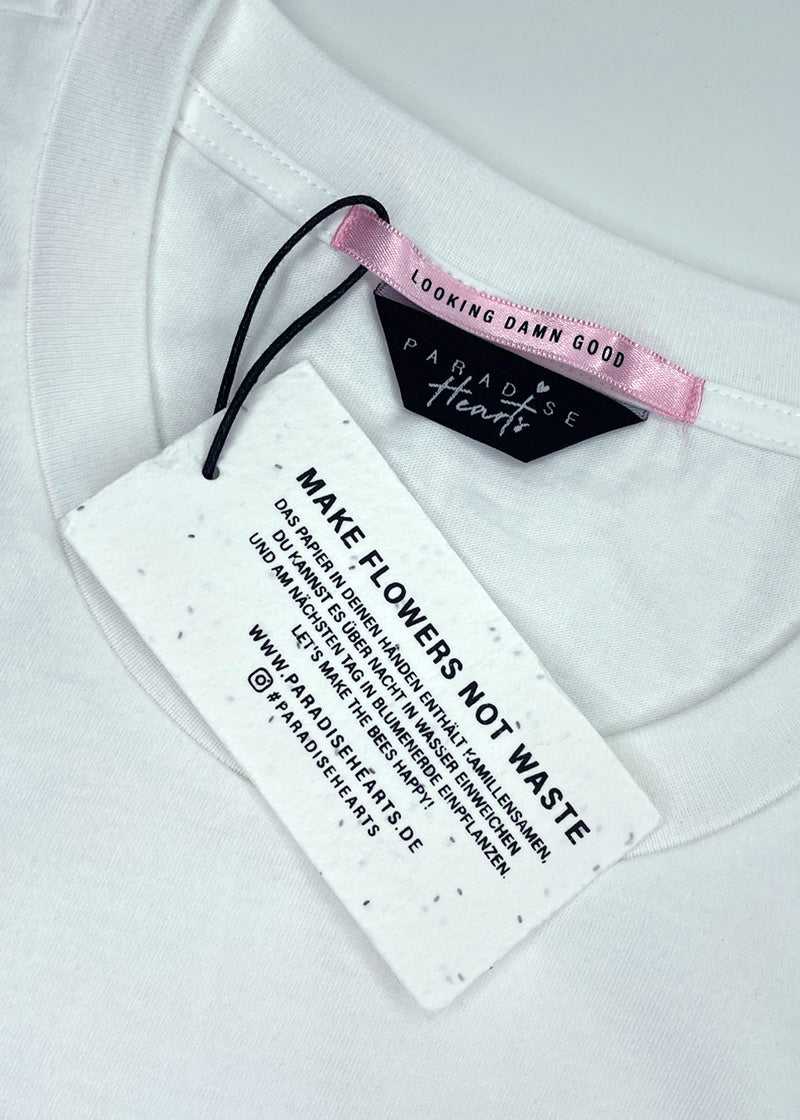 LOOKING DAMN GOOD
PARADISE
Hearts
MAKE FLOWERS NOT WASTE
DAS PAPIER IN DEINEN HÄNDEN ENTHÄLT KAMILLENSAMEN,
DU KANNST ES ÜBER NACHT IN WASSER EINWEICHEN
UND AM NÄCHSTEN TAG IN BLUMENERDE EINPFLANZEN.
LET'S MAKE THE BEES HAPPY!
WWW.PARADISEHEARTS.DE
#PARADISEHEARTS